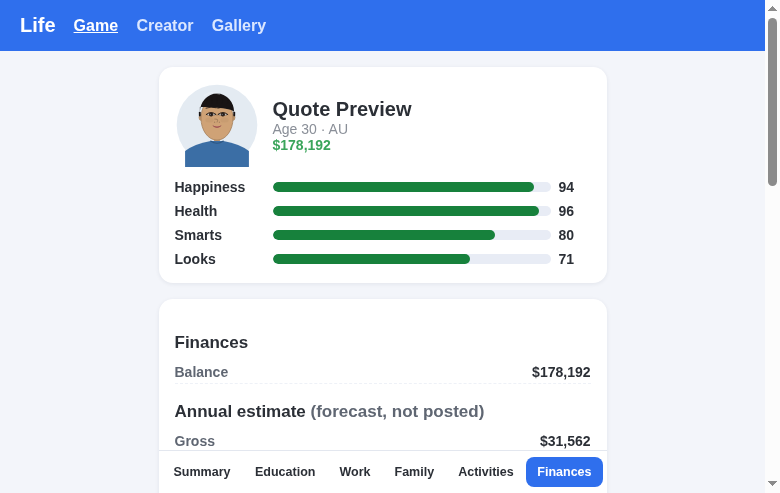 Life Game Creator Gallery
Quote Preview
Age 30 · AU
$178,192
Happiness 94
Health 96
Smarts 80
Looks 71
Finances
Balance $178,192
Annual estimate (forecast, not posted)
Gross $31,562
Summary Education Work Family Activities Finances